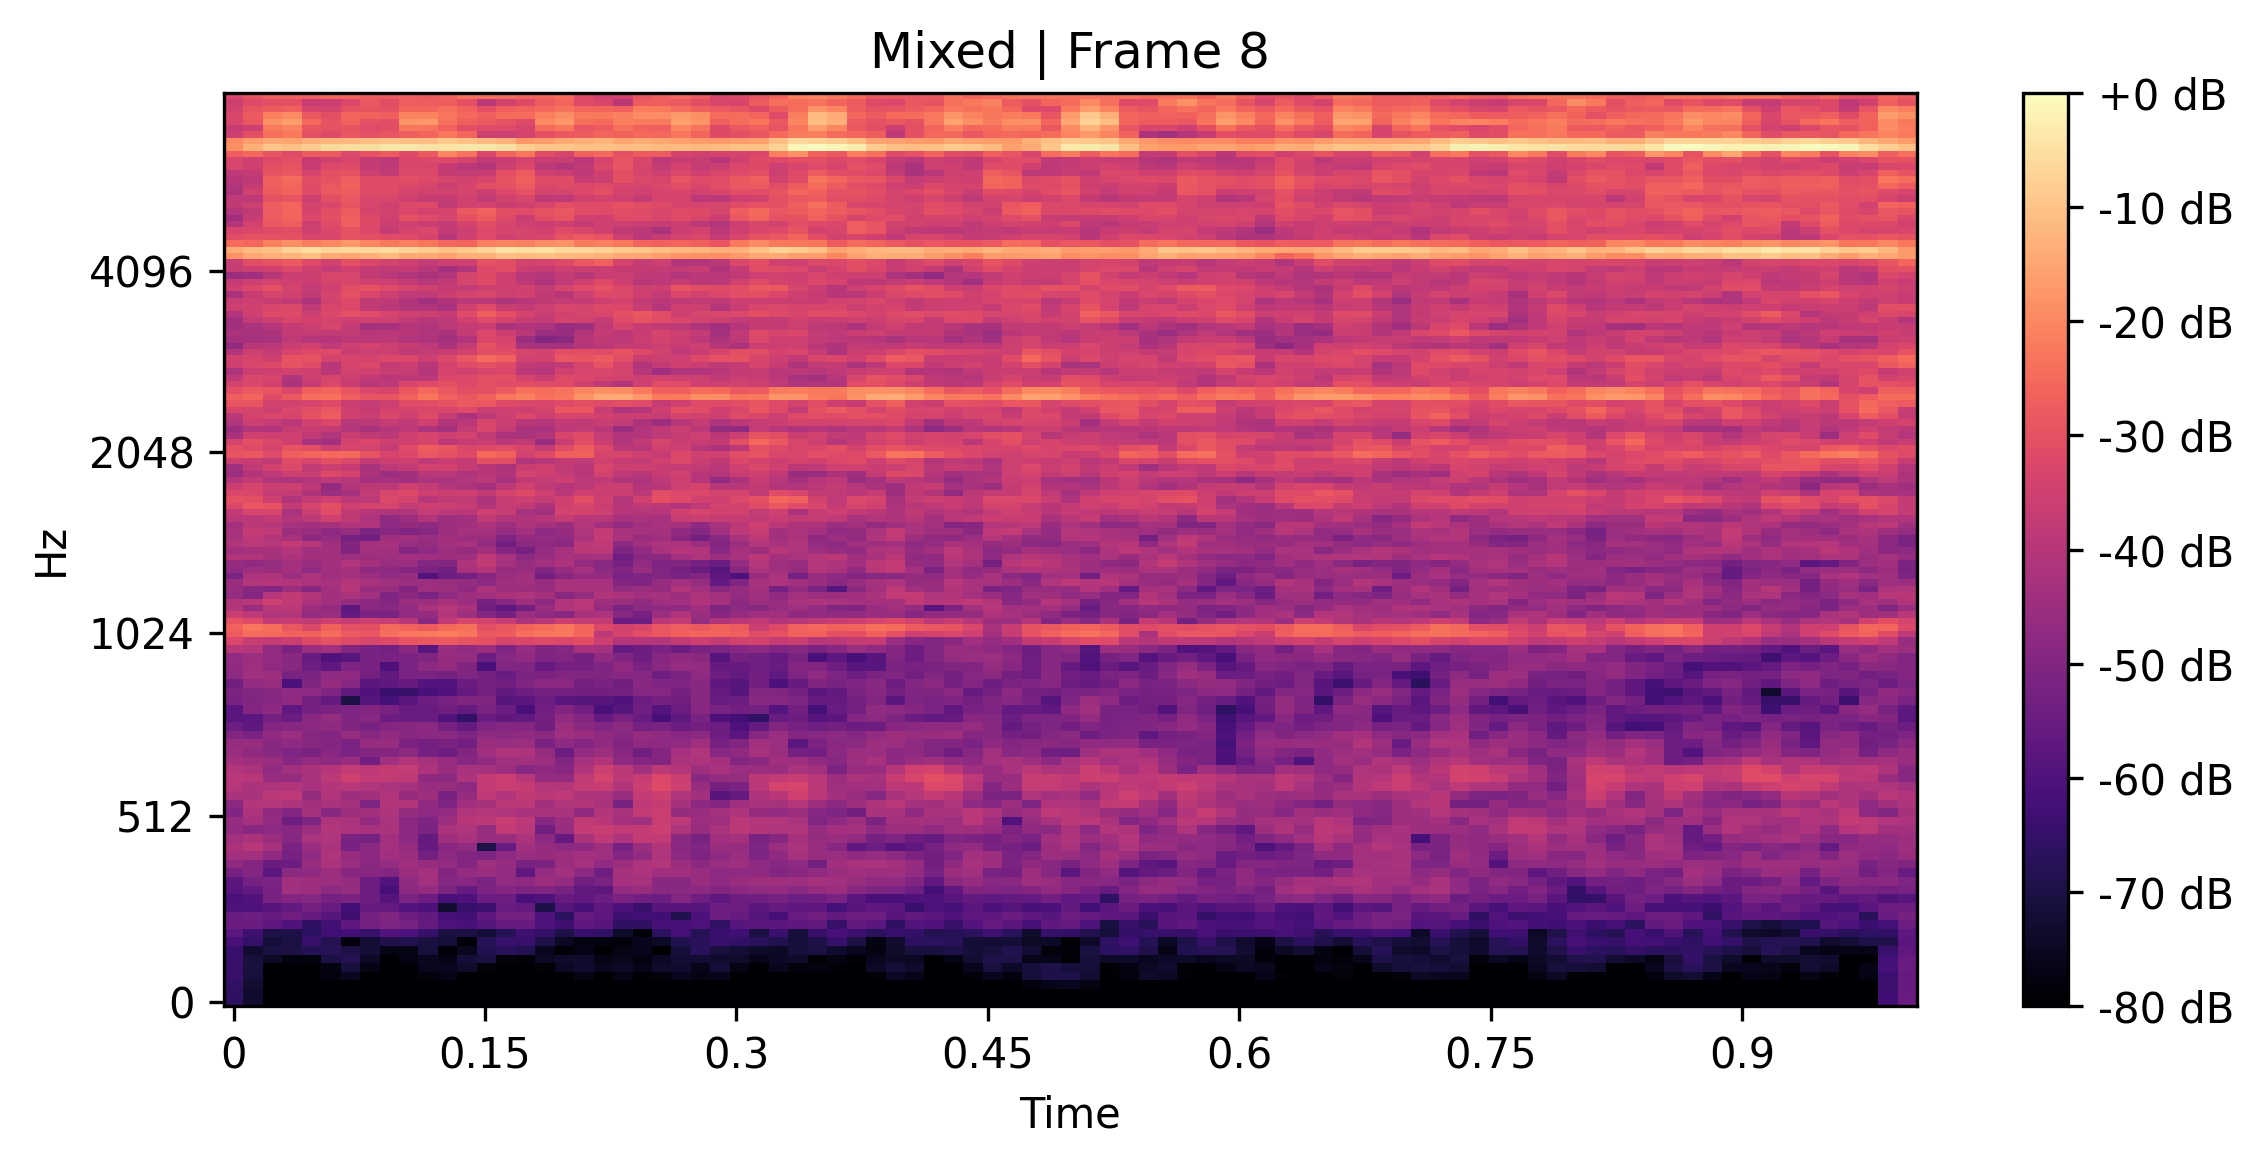 Mixed | Frame 8
+0 dB
-10 dB
-20 dB
-30 dB
-40 dB
-50 dB
-60 dB
-70 dB
-80 dB
4096
2048
1024
512
0
Hz
0 0.15 0.3 0.45 0.6 0.75 0.9
Time